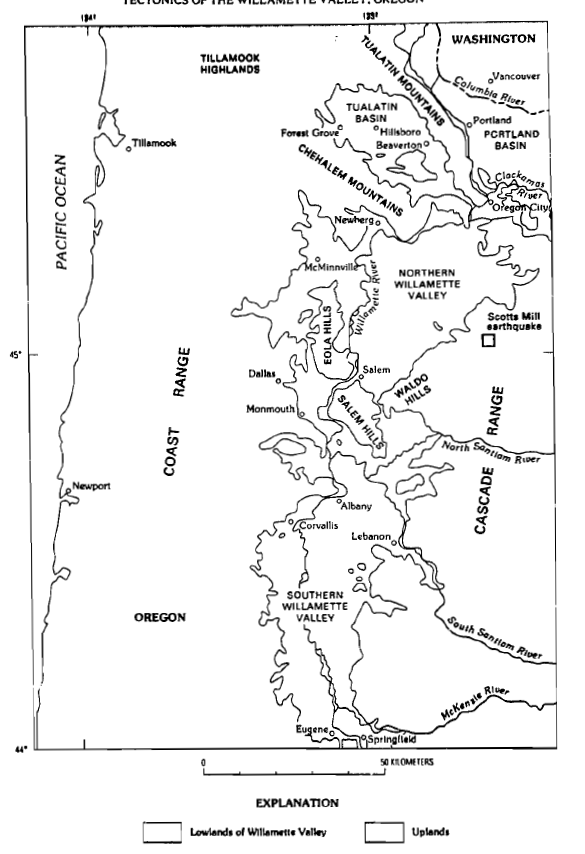 TECTONICS OF THE WILLAMETTE VALLEY, OREGON
124°
123°
WASHINGTON
TILLAMOOK
HIGHLANDS
TUALATIN MOUNTAINS
Vancouver
Columbia River
TUALATIN
BASIN
Portland
PORTLAND
BASIN
Forest Grove
Hillsboro
Beaverton
Tillamook
CHEHALEM MOUNTAINS
Clackamas
River
Oregon City
PACIFIC OCEAN
Newberg
McMinnville
NORTHERN
WILLAMETTE
VALLEY
Willamette River
Scotts Mill
earthquake
EOLA HILLS
45°
Dallas
Salem
WALDO
HILLS
Monmouth
SALEM HILLS
COAST RANGE
CASCADE RANGE
North Santiam River
Newport
Albany
Corvallis
Lebanon
SOUTHERN
WILLAMETTE
VALLEY
OREGON
South Santiam River
McKenzie River
Eugene
Springfield
44°
0 50 KILOMETERS
EXPLANATION
Lowlands of Willamette Valley Uplands